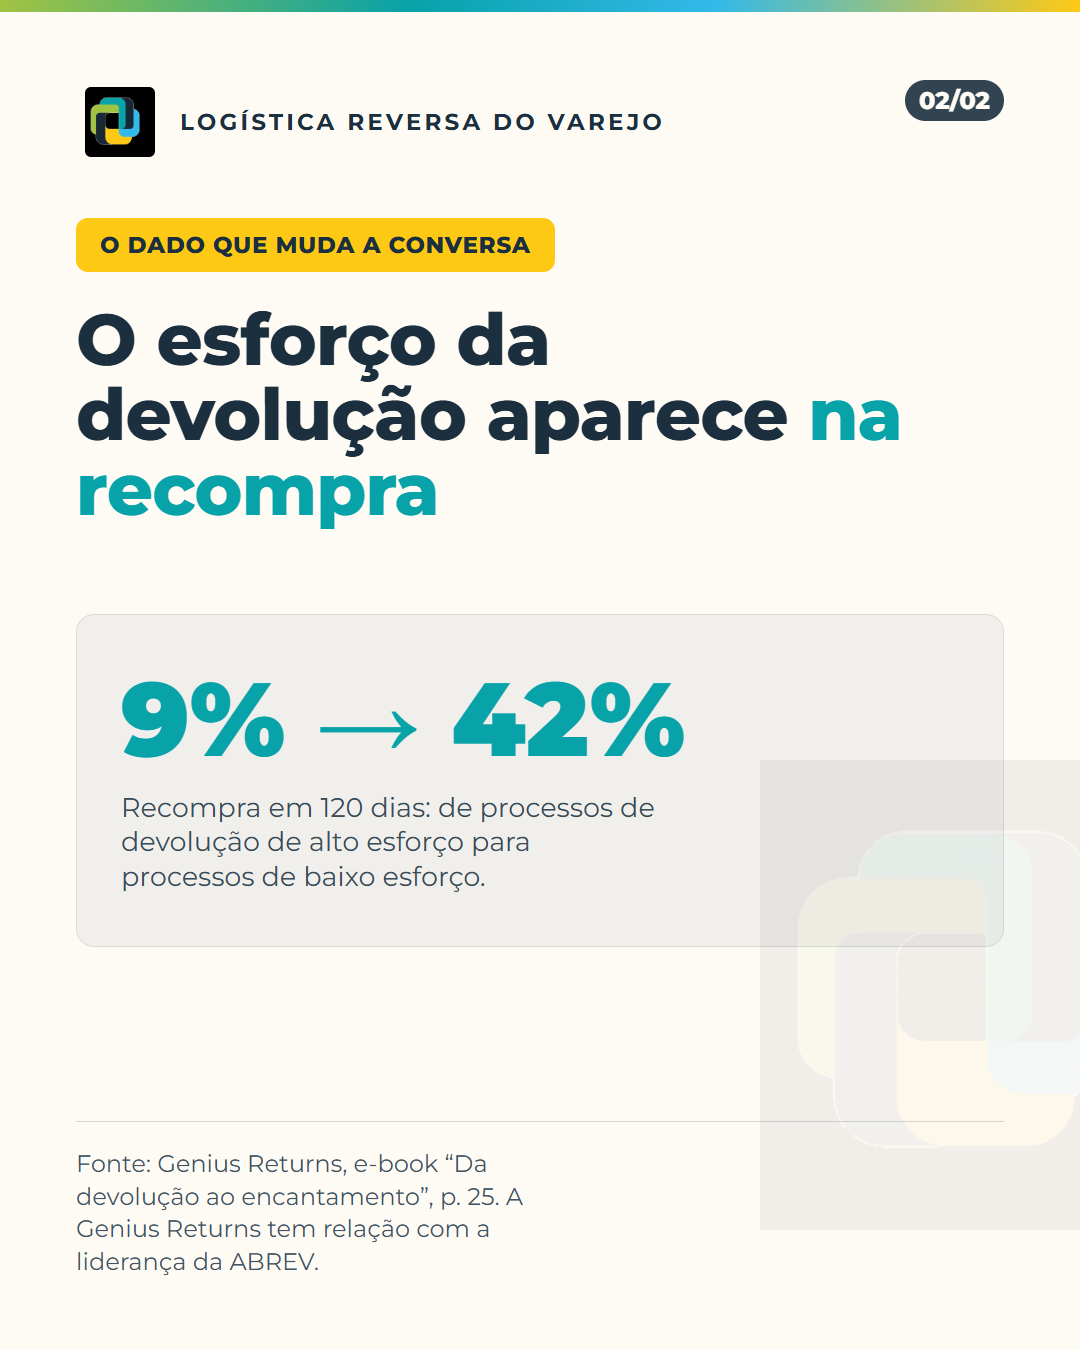 LOGÍSTICA REVERSA DO VAREJO
02/02
O DADO QUE MUDA A CONVERSA
O esforço da
devolução aparece na
recompra
9% → 42%
Recompra em 120 dias: de processos de
devolução de alto esforço para
processos de baixo esforço.
Fonte: Genius Returns, e-book “Da
devolução ao encantamento”, p. 25. A
Genius Returns tem relação com a
liderança da ABREV.